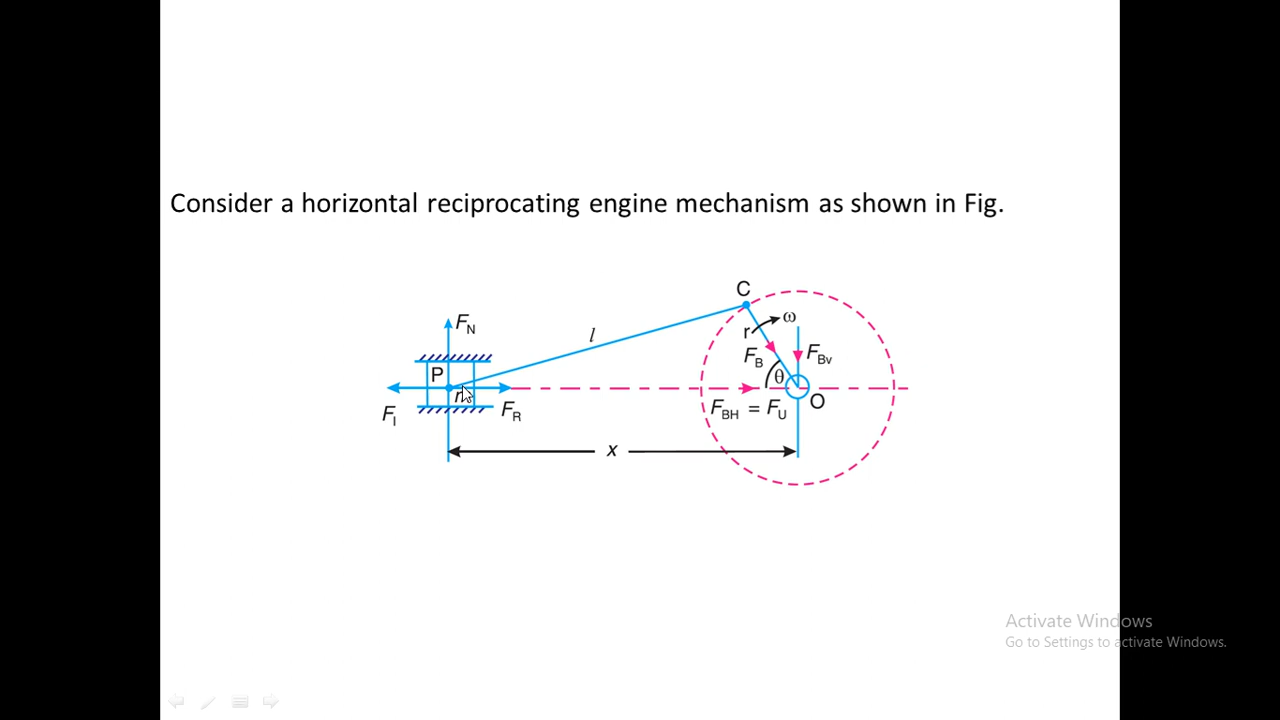 Consider a horizontal reciprocating engine mechanism as shown in Fig.
C
F_N
l
r
ω
F_B
F_Bv
P
θ
F_I
F_R
F_BH = F_U
O
x
Activate Windows
Go to Settings to activate Windows.